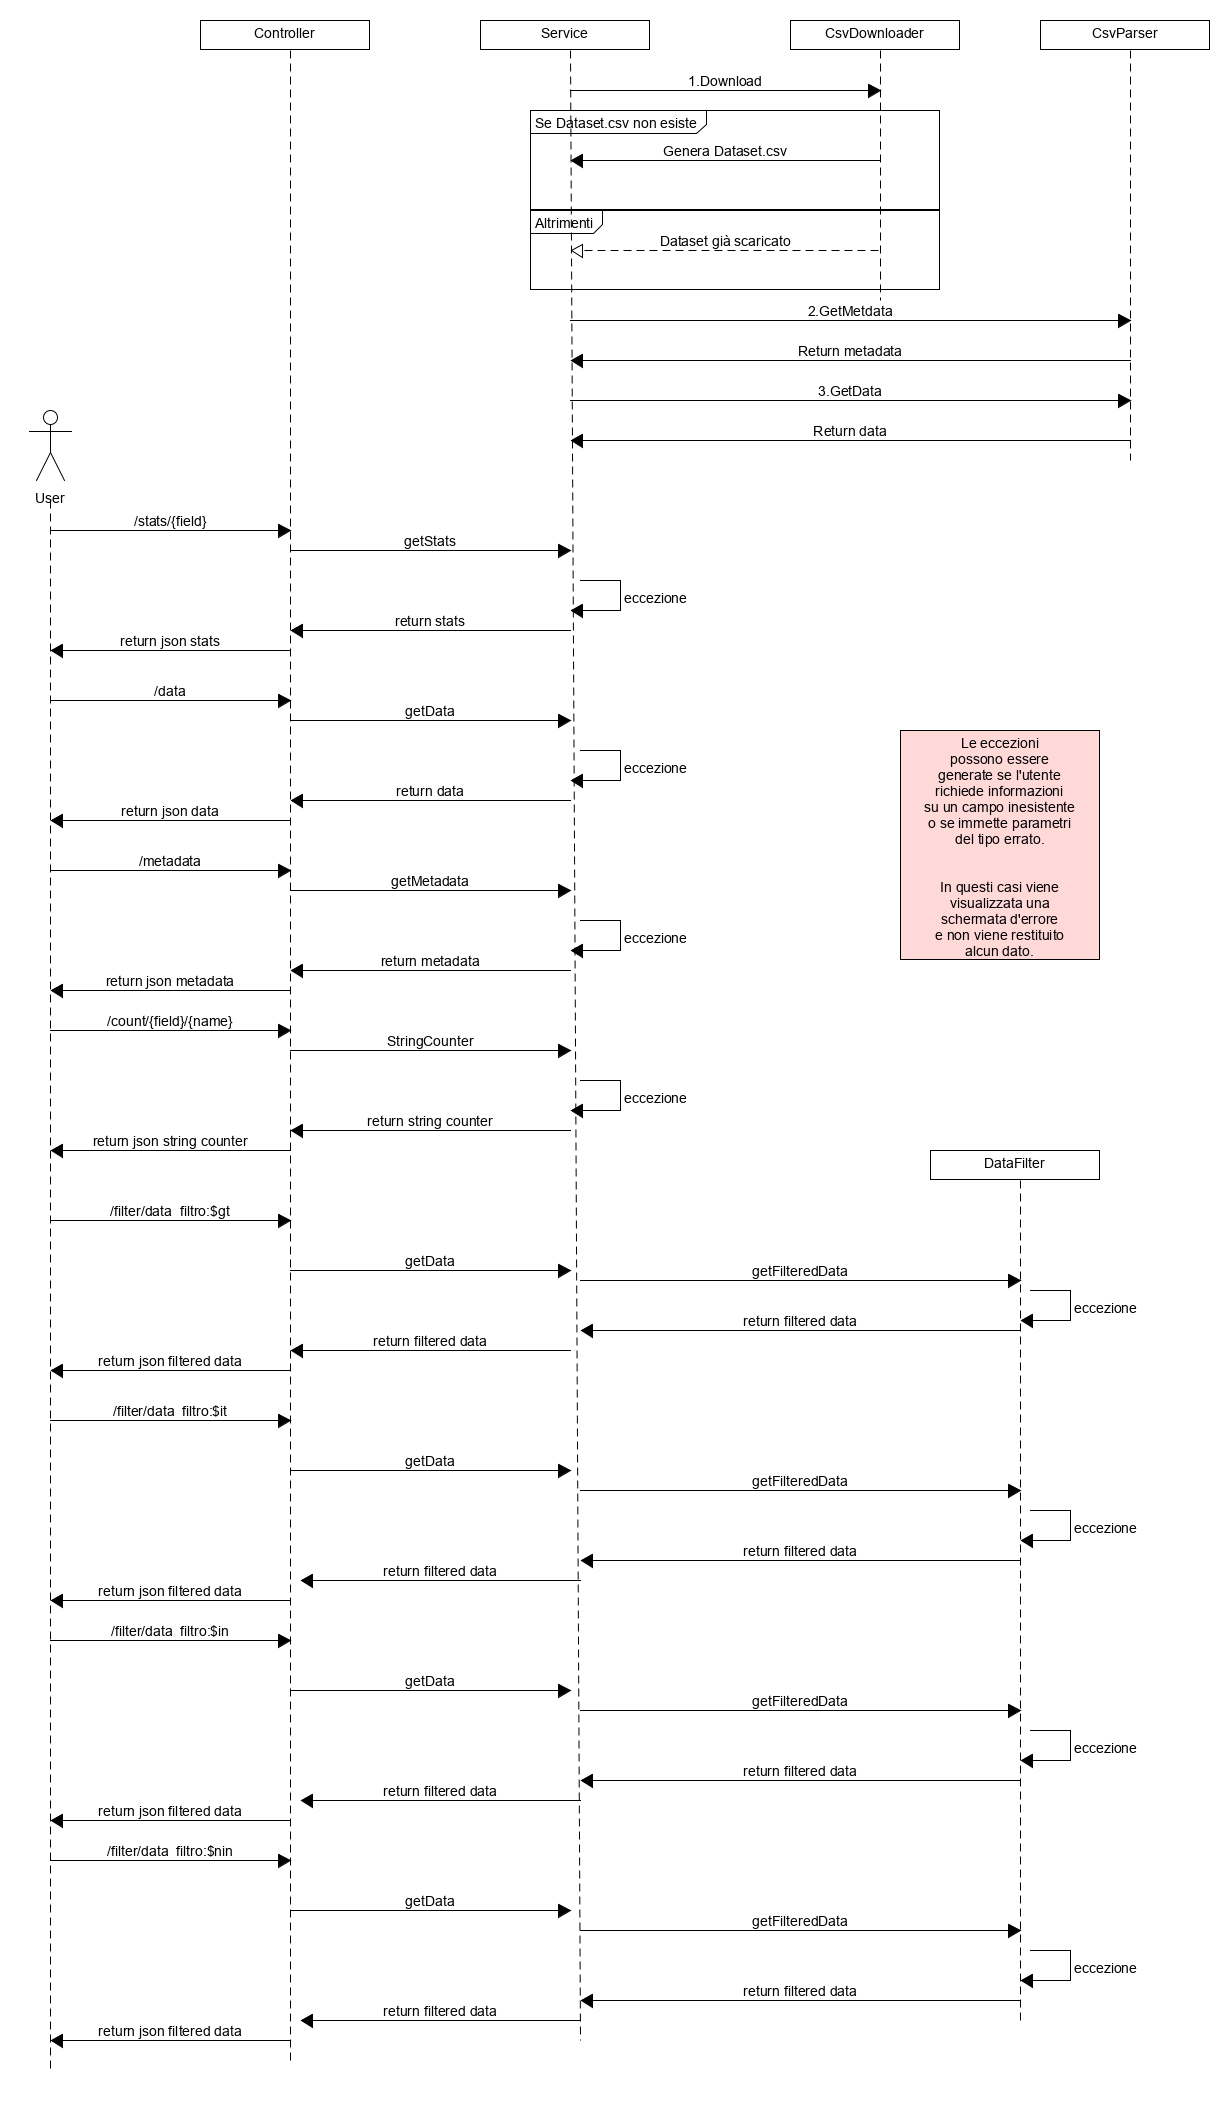 Controller
Service
CsvDownloader
CsvParser
1.Download
Se Dataset.csv non esiste
Genera Dataset.csv
Altrimenti
Dataset già scaricato
2.GetMetdata
Return metadata
3.GetData
Return data
User
/stats/{field}
getStats
eccezione
return stats
return json stats
/data
getData
eccezione
return data
return json data
Le eccezioni
possono essere
generate se l'utente
richiede informazioni
su un campo inesistente
o se immette parametri
del tipo errato.
In questi casi viene
visualizzata una
schermata d'errore
e non viene restituito
alcun dato.
/metadata
getMetadata
eccezione
return metadata
return json metadata
/count/{field}/{name}
StringCounter
eccezione
return string counter
return json string counter
DataFilter
/filter/data  filtro:$gt
getData
getFilteredData
eccezione
return filtered data
return filtered data
return json filtered data
/filter/data  filtro:$it
getData
getFilteredData
eccezione
return filtered data
return filtered data
return json filtered data
/filter/data  filtro:$in
getData
getFilteredData
eccezione
return filtered data
return filtered data
return json filtered data
/filter/data  filtro:$nin
getData
getFilteredData
eccezione
return filtered data
return filtered data
return json filtered data